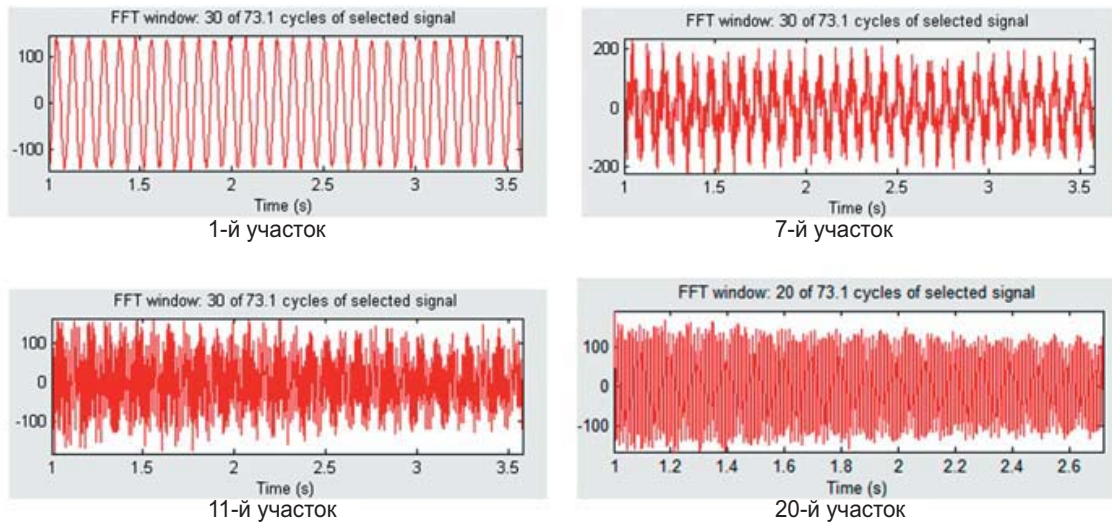 FFT window: 30 of 73.1 cycles of selected signal
100
0
-100
1 1.5 2 2.5 3 3.5
Time (s)
1-й участок
FFT window: 30 of 73.1 cycles of selected signal
200
0
-200
1 1.5 2 2.5 3 3.5
Time (s)
7-й участок
FFT window: 30 of 73.1 cycles of selected signal
100
0
-100
1 1.5 2 2.5 3 3.5
Time (s)
11-й участок
FFT window: 20 of 73.1 cycles of selected signal
100
0
-100
1 1.2 1.4 1.6 1.8 2 2.2 2.4 2.6
Time (s)
20-й участок